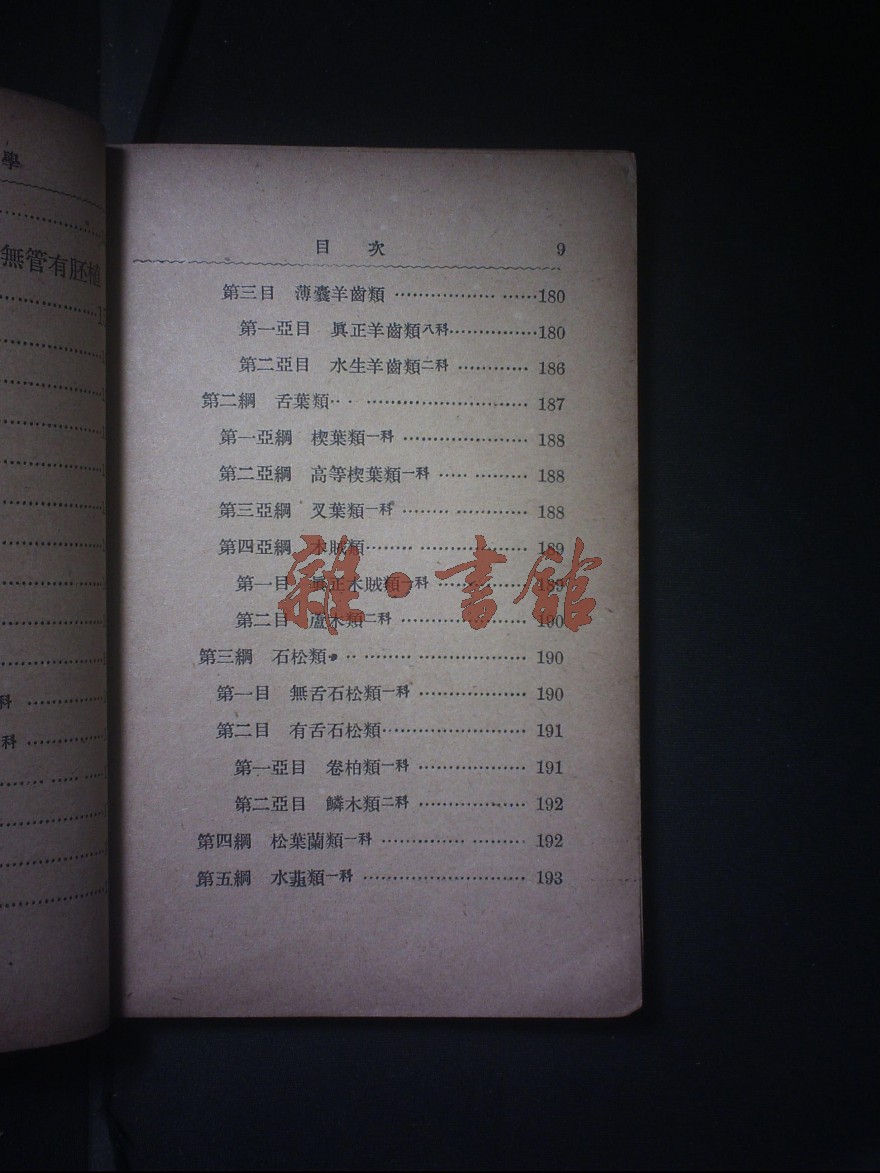 學
無管有胚植
科
科
目 次 9
第三目 薄囊羊齒類 ……………… ……180
第一亞目 眞正羊齒類八科……………180
第二亞目 水生羊齒類二科 ………… 186
第二綱 舌葉類‥ · …………………… 187
第一亞綱 楔葉類一科 ………………… 188
第二亞綱 高等楔葉類一科 …‥ ……… 188
第三亞綱 叉葉類一科 ……‥ ………… 188
第四亞綱 木賊類……‥ ……………… 189
第一目 眞正木賊類一科 …………… 189
第二目 蘆木類二科 ………………… 190
第三綱 石松類· ‥ ……‥ ……………… 190
第一目 無舌石松類一科 ……………… 190
第二目 有舌石松類…………………… 191
第一亞目 卷柏類一科 ……………… 191
第二亞目 鱗木類二科 ……………… 192
第四綱 松葉蘭類一科 …………… ……… 192
第五綱 水韮類一科 ……………………… 193
雜·書館